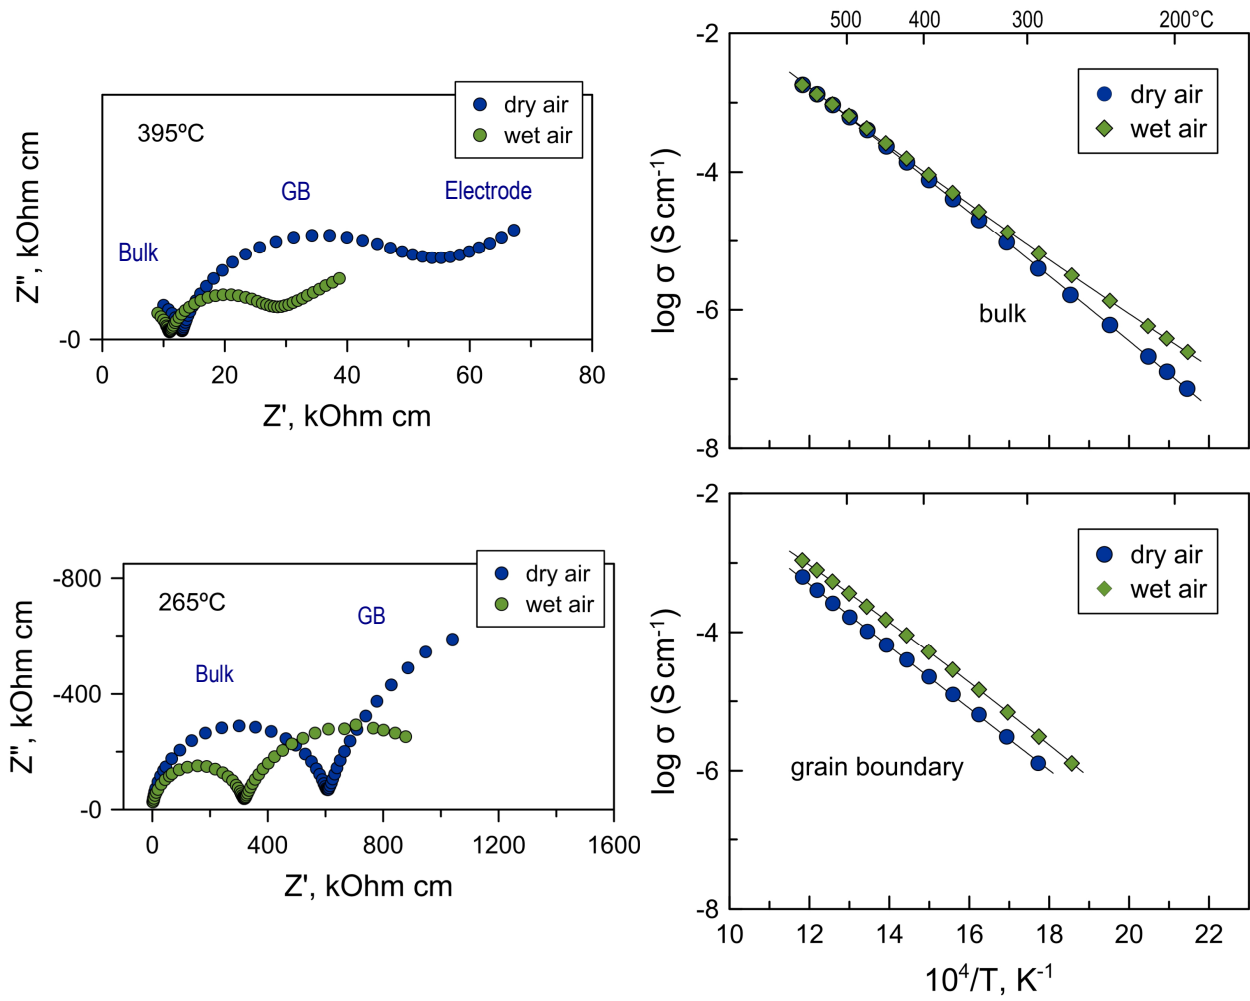 dry air
wet air
395ºC
GB
Electrode
Bulk
Z'', kOhm cm
-0
0
20
40
60
80
Z', kOhm cm
500
400
300
200°C
-2
-4
-6
-8
log σ (S cm-1)
dry air
wet air
bulk
dry air
wet air
265ºC
GB
Bulk
Z'', kOhm cm
-800
-400
-0
0
400
800
1200
1600
Z', kOhm cm
-2
-4
-6
-8
log σ (S cm-1)
dry air
wet air
grain boundary
10
12
14
16
18
20
22
10⁴/T, K-1